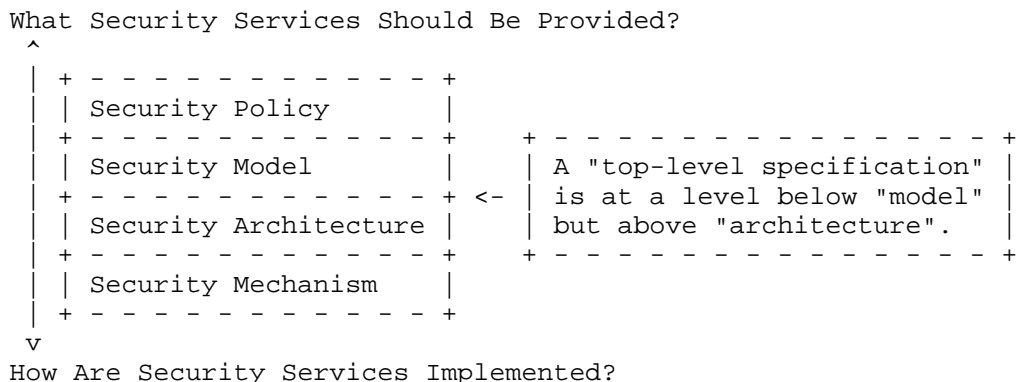 What Security Services Should Be Provided?
 ^
 | + - - - - - - - - - - - +
 | | Security Policy       |
 | + - - - - - - - - - - - +    + - - - - - - - - - - - - - - - +
 | | Security Model        |    | A "top-level specification" |
 | + - - - - - - - - - - - + <- | is at a level below "model" |
 | | Security Architecture |    | but above "architecture".   |
 | + - - - - - - - - - - - +    + - - - - - - - - - - - - - - - +
 | | Security Mechanism    |
 | + - - - - - - - - - - - +
 v
How Are Security Services Implemented?